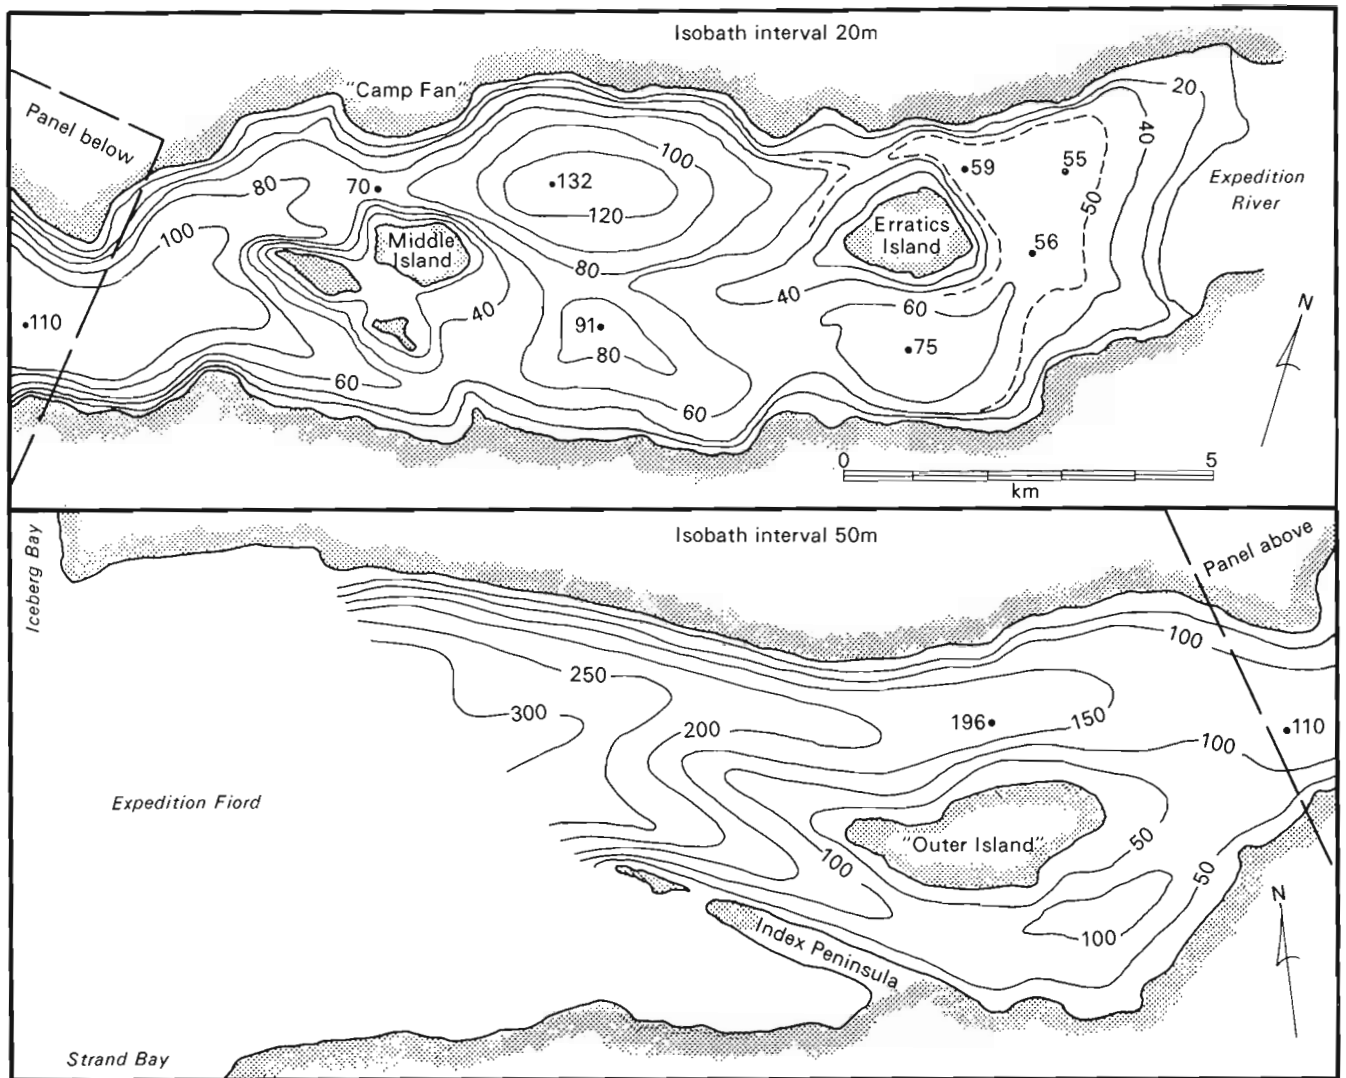 Isobath interval 20m
"Camp Fan"
Panel below
20
100
40
59
55
80
70
132
Expedition
River
50
120
Erratics
Island
100
Middle
Island
56
80
40
N
40
60
110
91
75
80
60
60
0
5
km
Isobath interval 50m
Iceberg Bay
Panel above
100
250
300
196
150
200
100
110
Expedition Fiord
50
"Outer Island"
100
50
N
100
Index Peninsula
Strand Bay